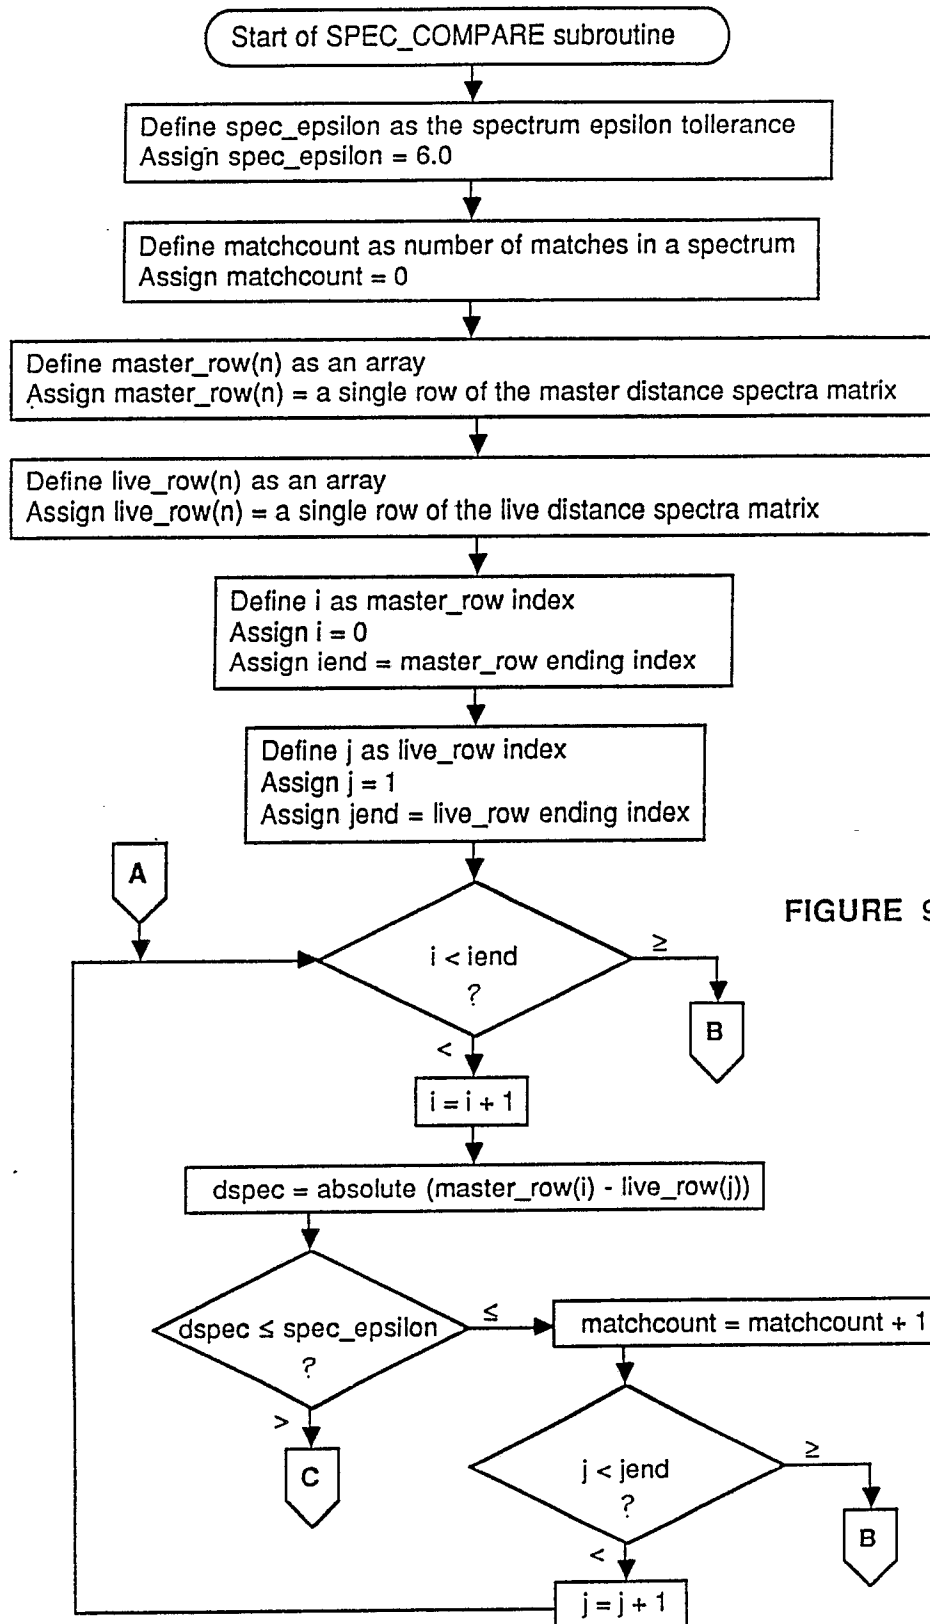 Start of SPEC_COMPARE subroutine
Define spec_epsilon as the spectrum epsilon tollerance
Assign spec_epsilon = 6.0
Define matchcount as number of matches in a spectrum
Assign matchcount = 0
Define master_row(n) as an array
Assign master_row(n) = a single row of the master distance spectra matrix
Define live_row(n) as an array
Assign live_row(n) = a single row of the live distance spectra matrix
Define i as master_row index
Assign i = 0
Assign iend = master_row ending index
Define j as live_row index
Assign j = 1
Assign jend = live_row ending index
A
FIGURE 9
i < iend
?
≥
B
<
i = i + 1
dspec = absolute (master_row(i) - live_row(j))
dspec ≤ spec_epsilon
?
≤
matchcount = matchcount + 1
>
C
j < jend
?
≥
B
<
j = j + 1